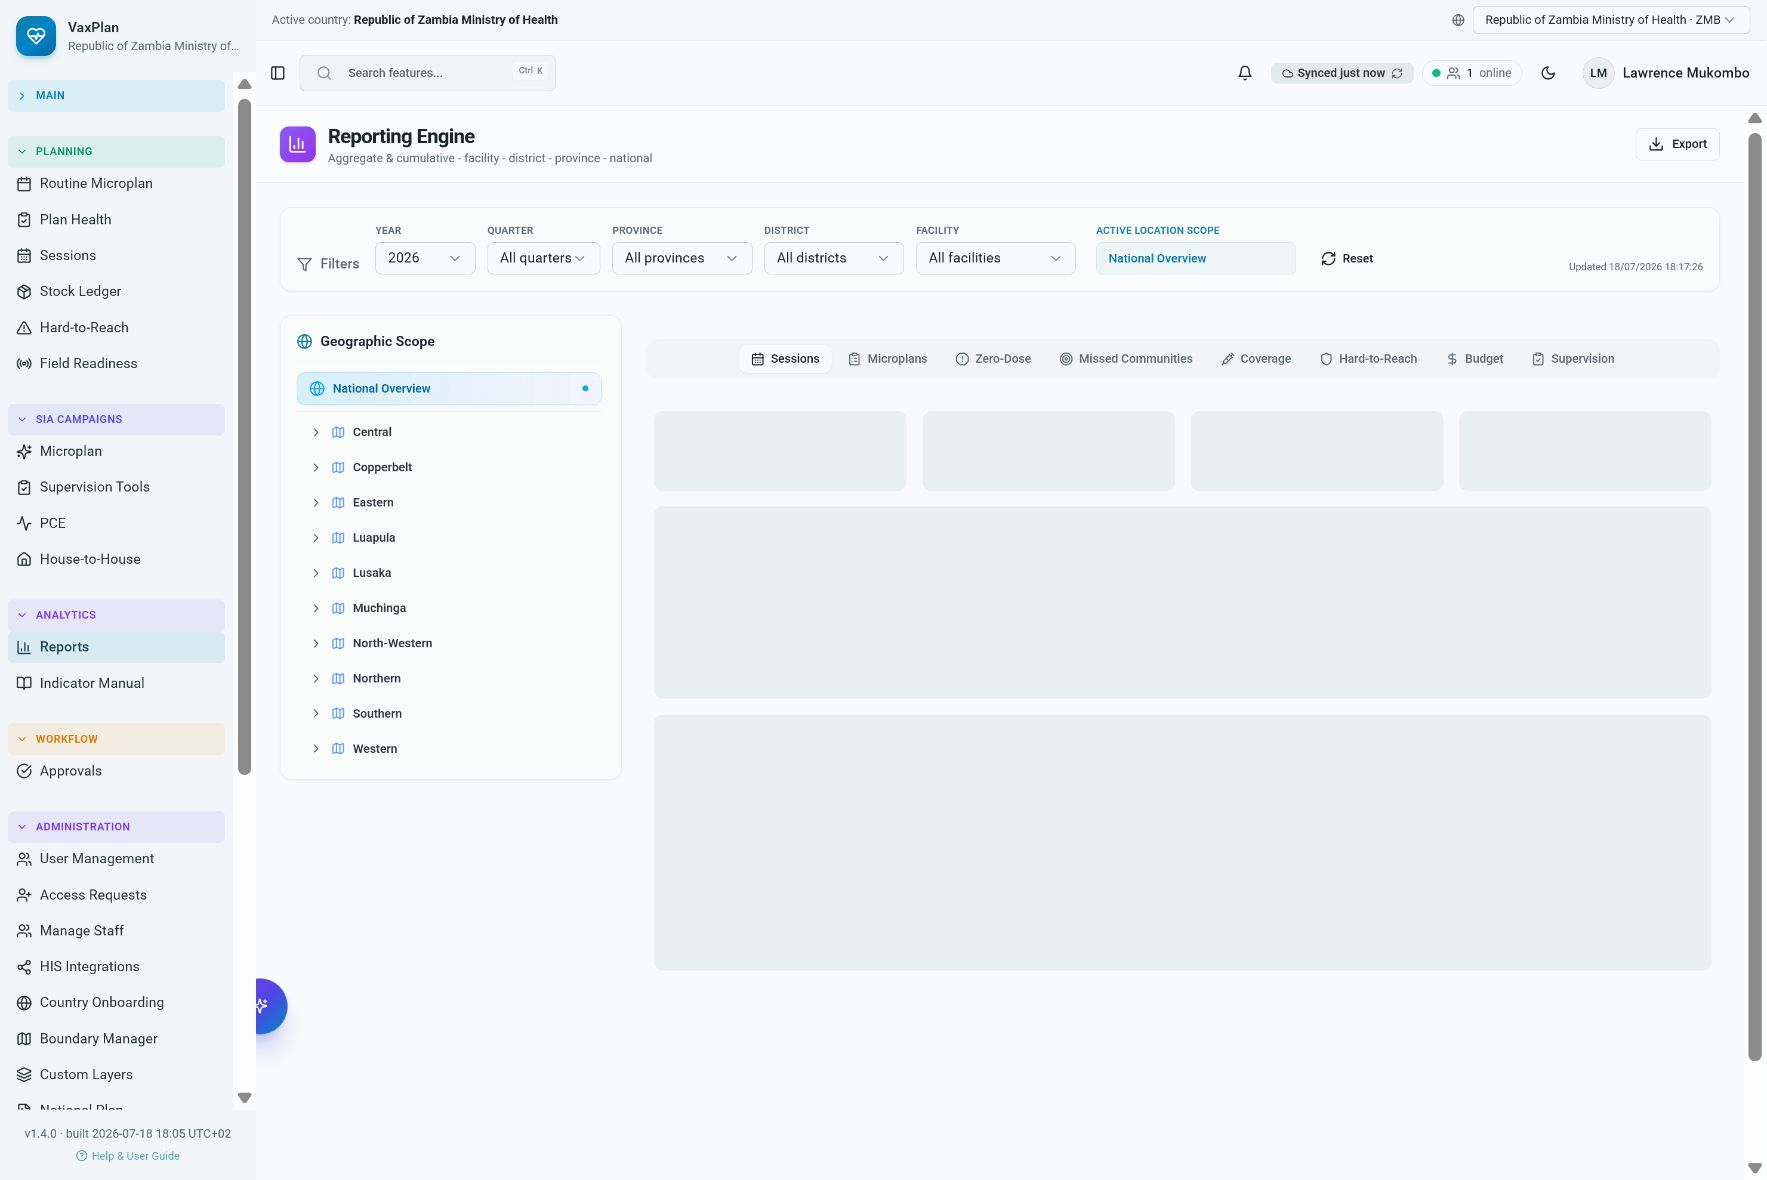 VaxPlan
Republic of Zambia Ministry of...
MAIN
PLANNING
Routine Microplan
Plan Health
Sessions
Stock Ledger
Hard-to-Reach
Field Readiness
SIA CAMPAIGNS
Microplan
Supervision Tools
PCE
House-to-House
ANALYTICS
Reports
Indicator Manual
WORKFLOW
Approvals
ADMINISTRATION
User Management
Access Requests
Manage Staff
HIS Integrations
Country Onboarding
Boundary Manager
Custom Layers
National Plan
v1.4.0 · built 2026-07-18 18:05 UTC+02
Help & User Guide
Active country: Republic of Zambia Ministry of Health
Republic of Zambia Ministry of Health · ZMB
Search features...
Ctrl K
Synced just now
1 online
LM
Lawrence Mukombo
Reporting Engine
Aggregate & cumulative - facility - district - province - national
Export
Filters
YEAR
2026
QUARTER
All quarters
PROVINCE
All provinces
DISTRICT
All districts
FACILITY
All facilities
ACTIVE LOCATION SCOPE
National Overview
Reset
Updated 18/07/2026 18:17:26
Geographic Scope
National Overview
Central
Copperbelt
Eastern
Luapula
Lusaka
Muchinga
North-Western
Northern
Southern
Western
Sessions
Microplans
Zero-Dose
Missed Communities
Coverage
Hard-to-Reach
Budget
Supervision